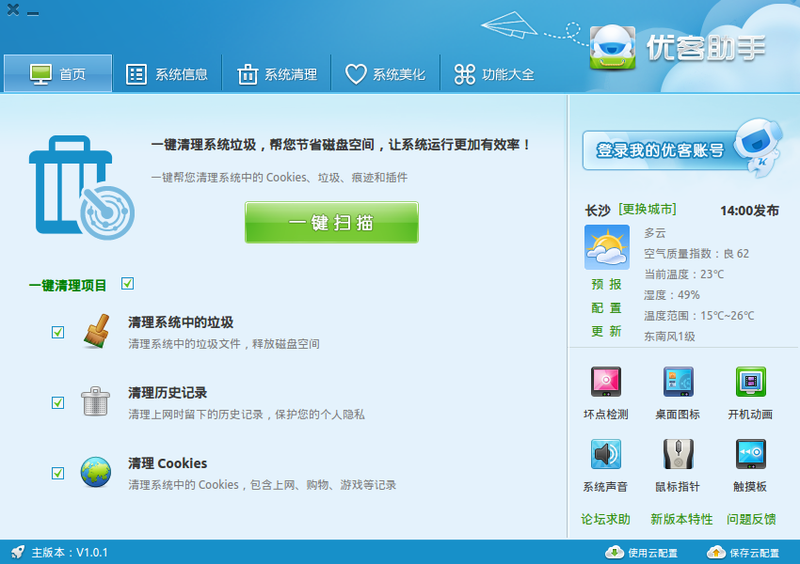 优客助手
首页 系统信息 系统清理 系统美化 功能大全
一键清理系统垃圾，帮您节省磁盘空间，让系统运行更加有效率！
一键帮您清理系统中的 Cookies、垃圾、痕迹和插件
一键扫描
一键清理项目
清理系统中的垃圾
清理系统中的垃圾文件，释放磁盘空间
清理历史记录
清理上网时留下的历史记录，保护您的个人隐私
清理 Cookies
清理系统中的 Cookies，包含上网、购物、游戏等记录
登录我的优客账号
K
长沙 [更换城市] 14:00发布
多云
空气质量指数：良 62
当前温度：23℃
湿度：49%
温度范围：15℃~26℃
东南风1级
预 报
配 置
更 新
坏点检测 桌面图标 开机动画
系统声音 鼠标指针 触摸板
论坛求助 新版本特性 问题反馈
主版本：V1.0.1
使用云配置 保存云配置